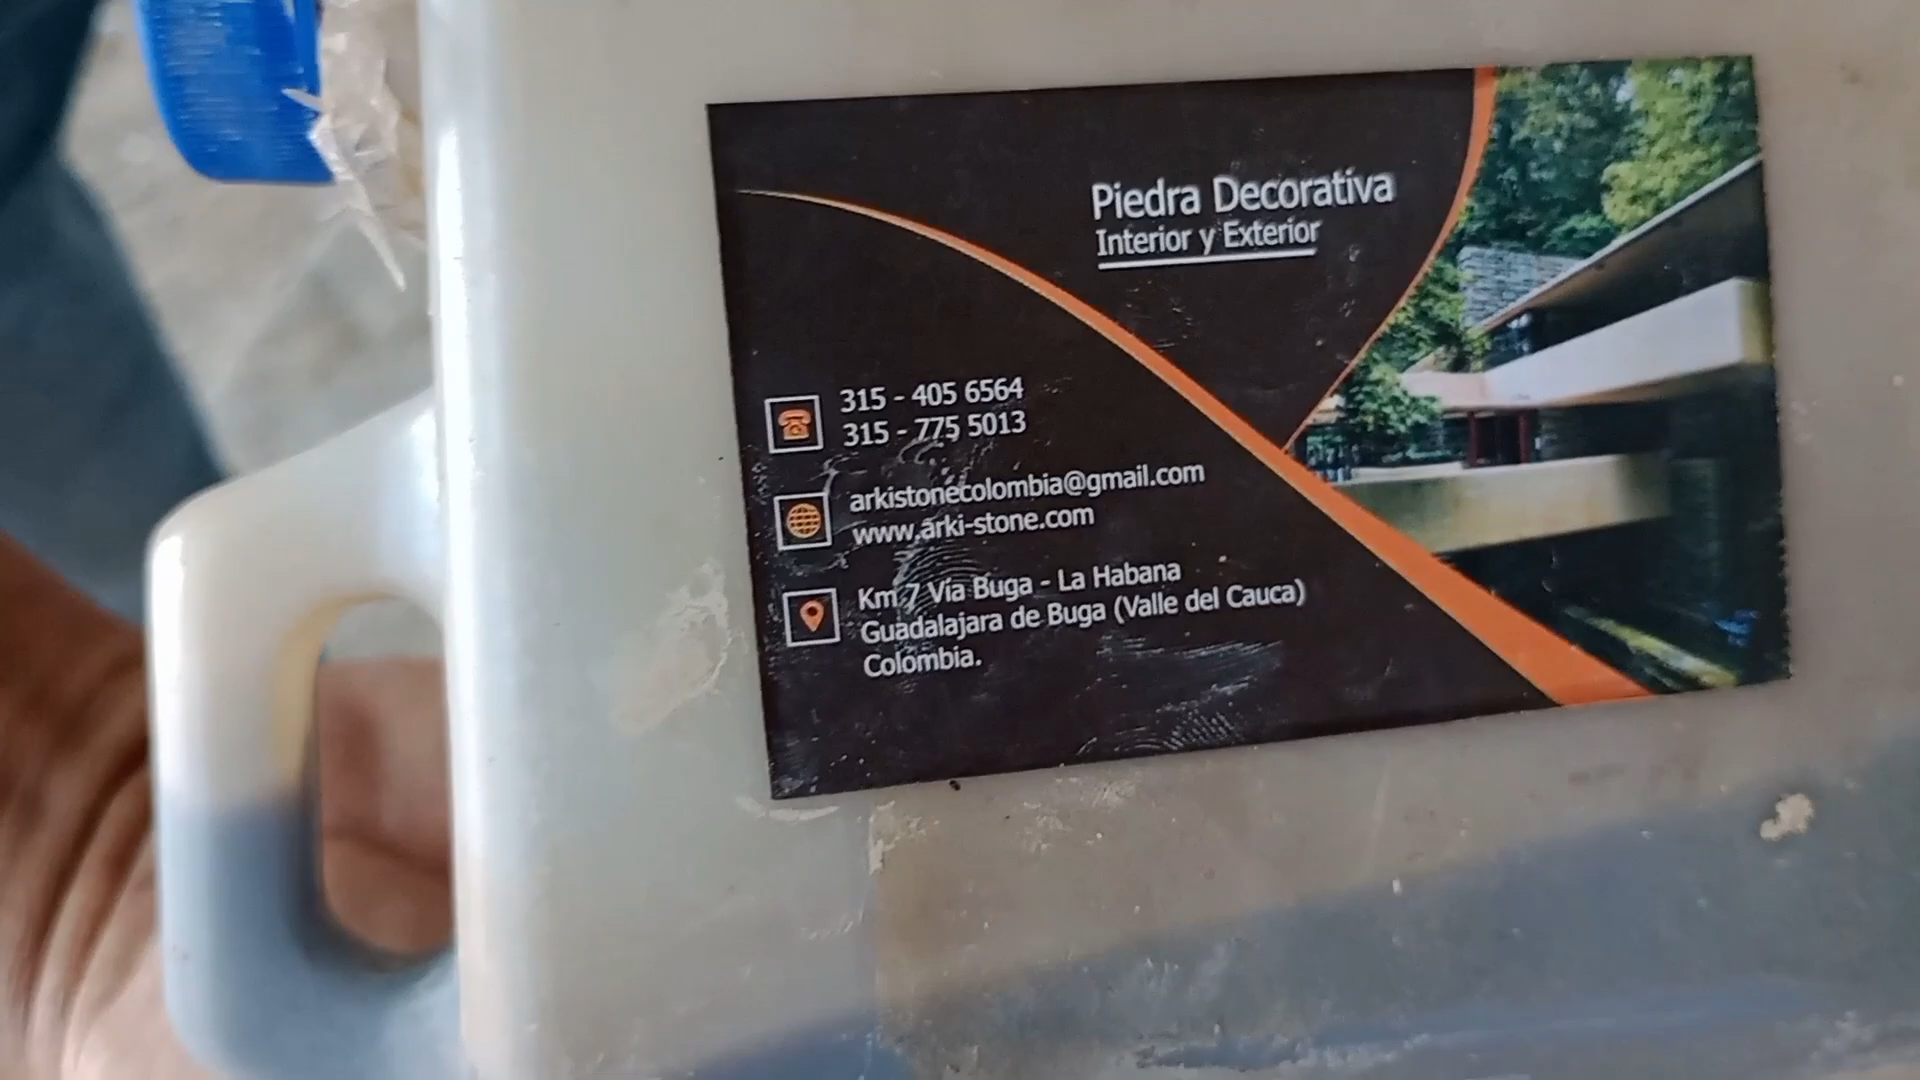 Piedra Decorativa
Interior y Exterior
315 - 405 6564
315 - 775 5013
arkistonecolombia@gmail.com
www.arki-stone.com
Km 7 Vía Buga - La Habana
Guadalajara de Buga (Valle del Cauca)
Colombia.